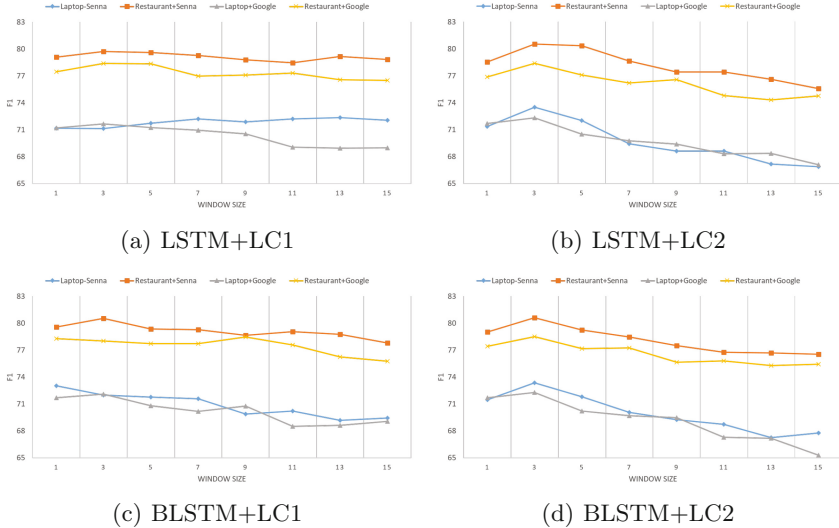 Laptop-Senna Restaurant+Senna Laptop+Google Restaurant+Google
83
80
77
74
71
68
65
F1
1 3 5 7 9 11 13 15
WINDOW SIZE
(a) LSTM+LC1
Laptop-Senna Restaurant+Senna Laptop+Google Restaurant+Google
83
80
77
74
71
68
65
F1
1 3 5 7 9 11 13 15
WINDOW SIZE
(b) LSTM+LC2
Laptop-Senna Restaurant+Senna Laptop+Google Restaurant+Google
83
80
77
74
71
68
65
F1
1 3 5 7 9 11 13 15
WINDOW SIZE
(c) BLSTM+LC1
Laptop-Senna Restaurant+Senna Laptop+Google Restaurant+Google
83
80
77
74
71
68
65
F1
1 3 5 7 9 11 13 15
WINDOW SIZE
(d) BLSTM+LC2